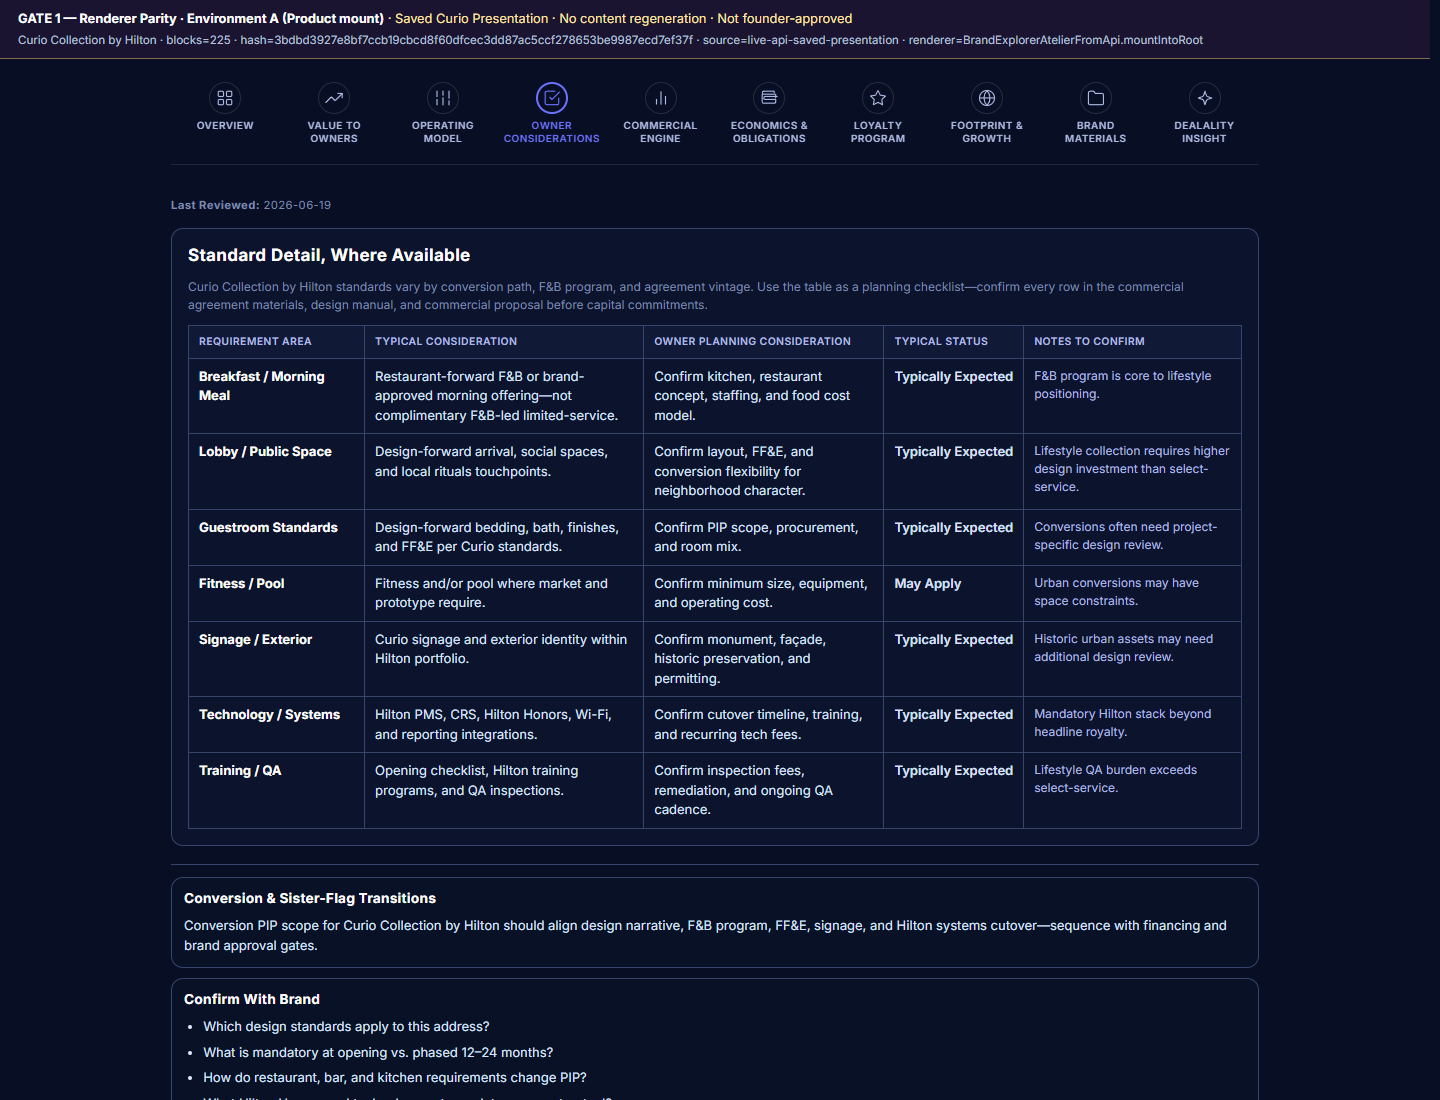 GATE 1 — Renderer Parity · Environment A (Product mount) · Saved Curio Presentation · No content regeneration · Not founder-approved
Curio Collection by Hilton · blocks=225 · hash=3bdbd3927e8bf7ccb19cbcd8f60dfcec3dd87ac5ccf278653be9987ecd7ef37f · source=live-api-saved-presentation · renderer=BrandExplorerAtelierFromApi.mountIntoRoot
OVERVIEW
VALUE TO
OWNERS
OPERATING
MODEL
OWNER
CONSIDERATIONS
COMMERCIAL
ENGINE
ECONOMICS &
OBLIGATIONS
LOYALTY
PROGRAM
FOOTPRINT &
GROWTH
BRAND
MATERIALS
DEALALITY
INSIGHT
Last Reviewed: 2026-06-19
Standard Detail, Where Available
Curio Collection by Hilton standards vary by conversion path, F&B program, and agreement vintage. Use the table as a planning checklist—confirm every row in the commercial
agreement materials, design manual, and commercial proposal before capital commitments.
REQUIREMENT AREA
TYPICAL CONSIDERATION
OWNER PLANNING CONSIDERATION
TYPICAL STATUS
NOTES TO CONFIRM
Breakfast / Morning
Meal
Restaurant-forward F&B or brand-
approved morning offering—not
complimentary F&B-led limited-service.
Confirm kitchen, restaurant
concept, staffing, and food cost
model.
Typically Expected
F&B program is core to lifestyle
positioning.
Lobby / Public Space
Design-forward arrival, social spaces,
and local rituals touchpoints.
Confirm layout, FF&E, and
conversion flexibility for
neighborhood character.
Typically Expected
Lifestyle collection requires higher
design investment than select-
service.
Guestroom Standards
Design-forward bedding, bath, finishes,
and FF&E per Curio standards.
Confirm PIP scope, procurement,
and room mix.
Typically Expected
Conversions often need project-
specific design review.
Fitness / Pool
Fitness and/or pool where market and
prototype require.
Confirm minimum size, equipment,
and operating cost.
May Apply
Urban conversions may have
space constraints.
Signage / Exterior
Curio signage and exterior identity within
Hilton portfolio.
Confirm monument, façade,
historic preservation, and
permitting.
Typically Expected
Historic urban assets may need
additional design review.
Technology / Systems
Hilton PMS, CRS, Hilton Honors, Wi-Fi,
and reporting integrations.
Confirm cutover timeline, training,
and recurring tech fees.
Typically Expected
Mandatory Hilton stack beyond
headline royalty.
Training / QA
Opening checklist, Hilton training
programs, and QA inspections.
Confirm inspection fees,
remediation, and ongoing QA
cadence.
Typically Expected
Lifestyle QA burden exceeds
select-service.
Conversion & Sister-Flag Transitions
Conversion PIP scope for Curio Collection by Hilton should align design narrative, F&B program, FF&E, signage, and Hilton systems cutover—sequence with financing and
brand approval gates.
Confirm With Brand
• Which design standards apply to this address?
• What is mandatory at opening vs. phased 12–24 months?
• How do restaurant, bar, and kitchen requirements change PIP?